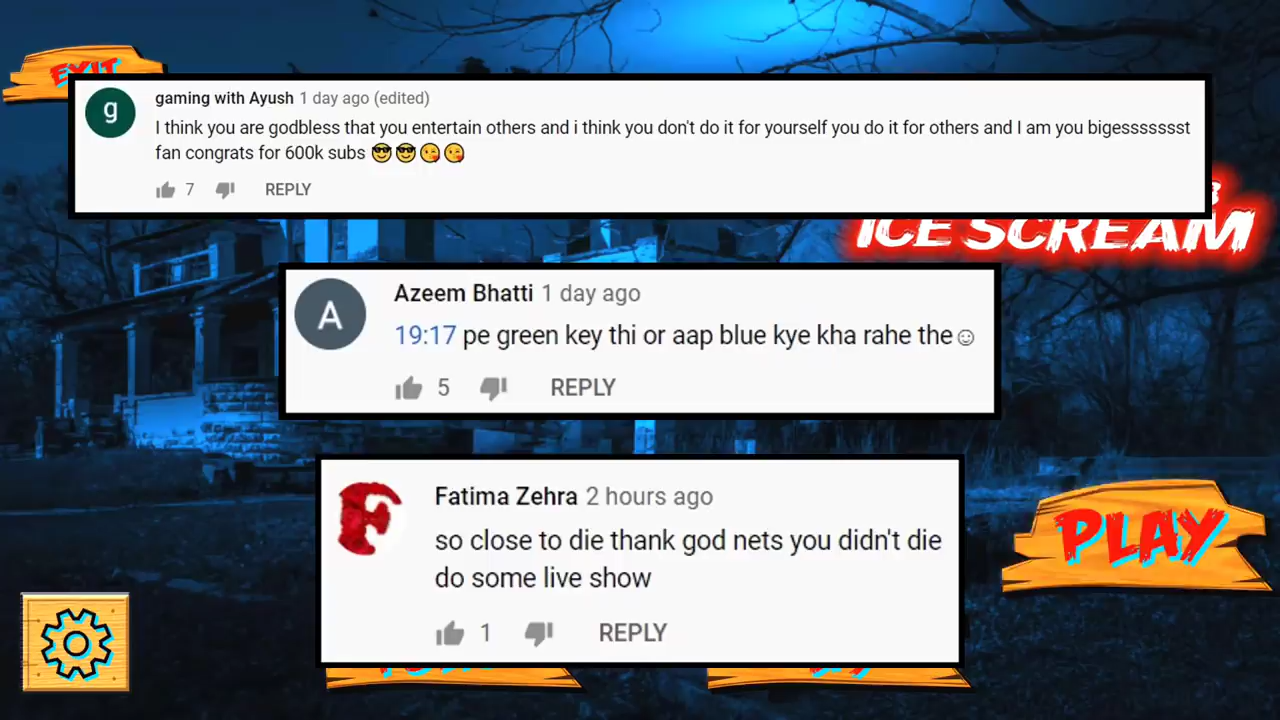 EXIT
gaming with Ayush 1 day ago (edited)
I think you are godbless that you entertain others and i think you don't do it for yourself you do it for others and I am you bigesssssssst
fan congrats for 600k subs 😎😎😘😘
7 REPLY
ICE SCREAM
Azeem Bhatti 1 day ago
19:17 pe green key thi or aap blue kye kha rahe the☺
5 REPLY
Fatima Zehra 2 hours ago
so close to die thank god nets you didn't die
do some live show
1 REPLY
PLAY